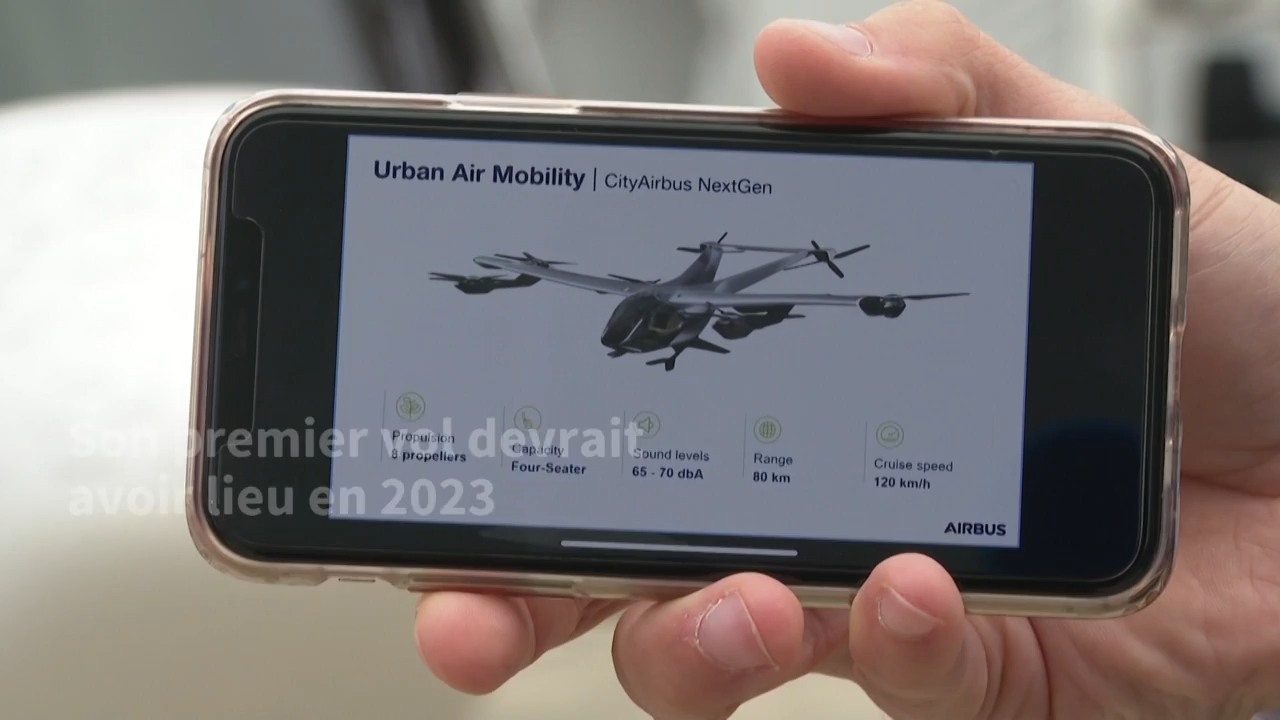 Urban Air Mobility | CityAirbus NextGen
Propulsion
8 propellers
Capacity
Four-Seater
Sound levels
65 - 70 dbA
Range
80 km
Cruise speed
120 km/h
AIRBUS
Son premier vol devrait
avoir lieu en 2023